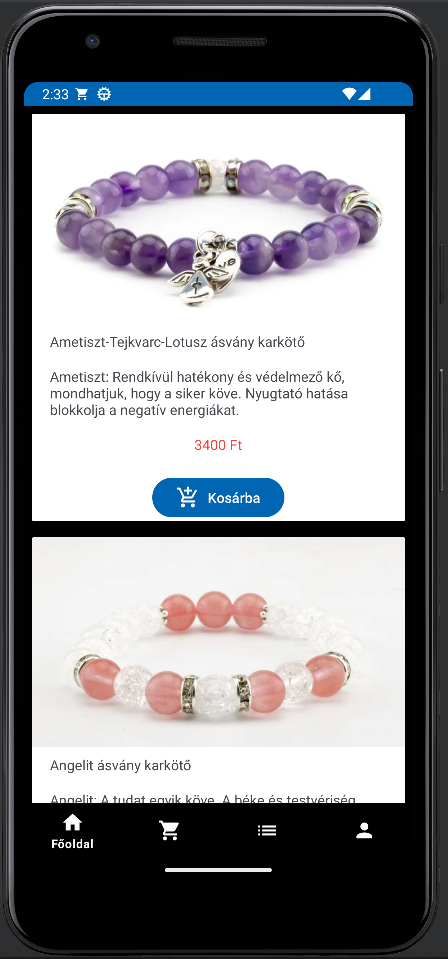 2:33
Ametiszt-Tejkvarc-Lotusz ásvány karkötő
Ametiszt: Rendkívül hatékony és védelmező kő,
mondhatjuk, hogy a siker köve. Nyugtató hatása
blokkolja a negatív energiákat.
3400 Ft
Kosárba
Angelit ásvány karkötő
Angelit: A tudat egyik köve. A béke és testvériség
Főoldal